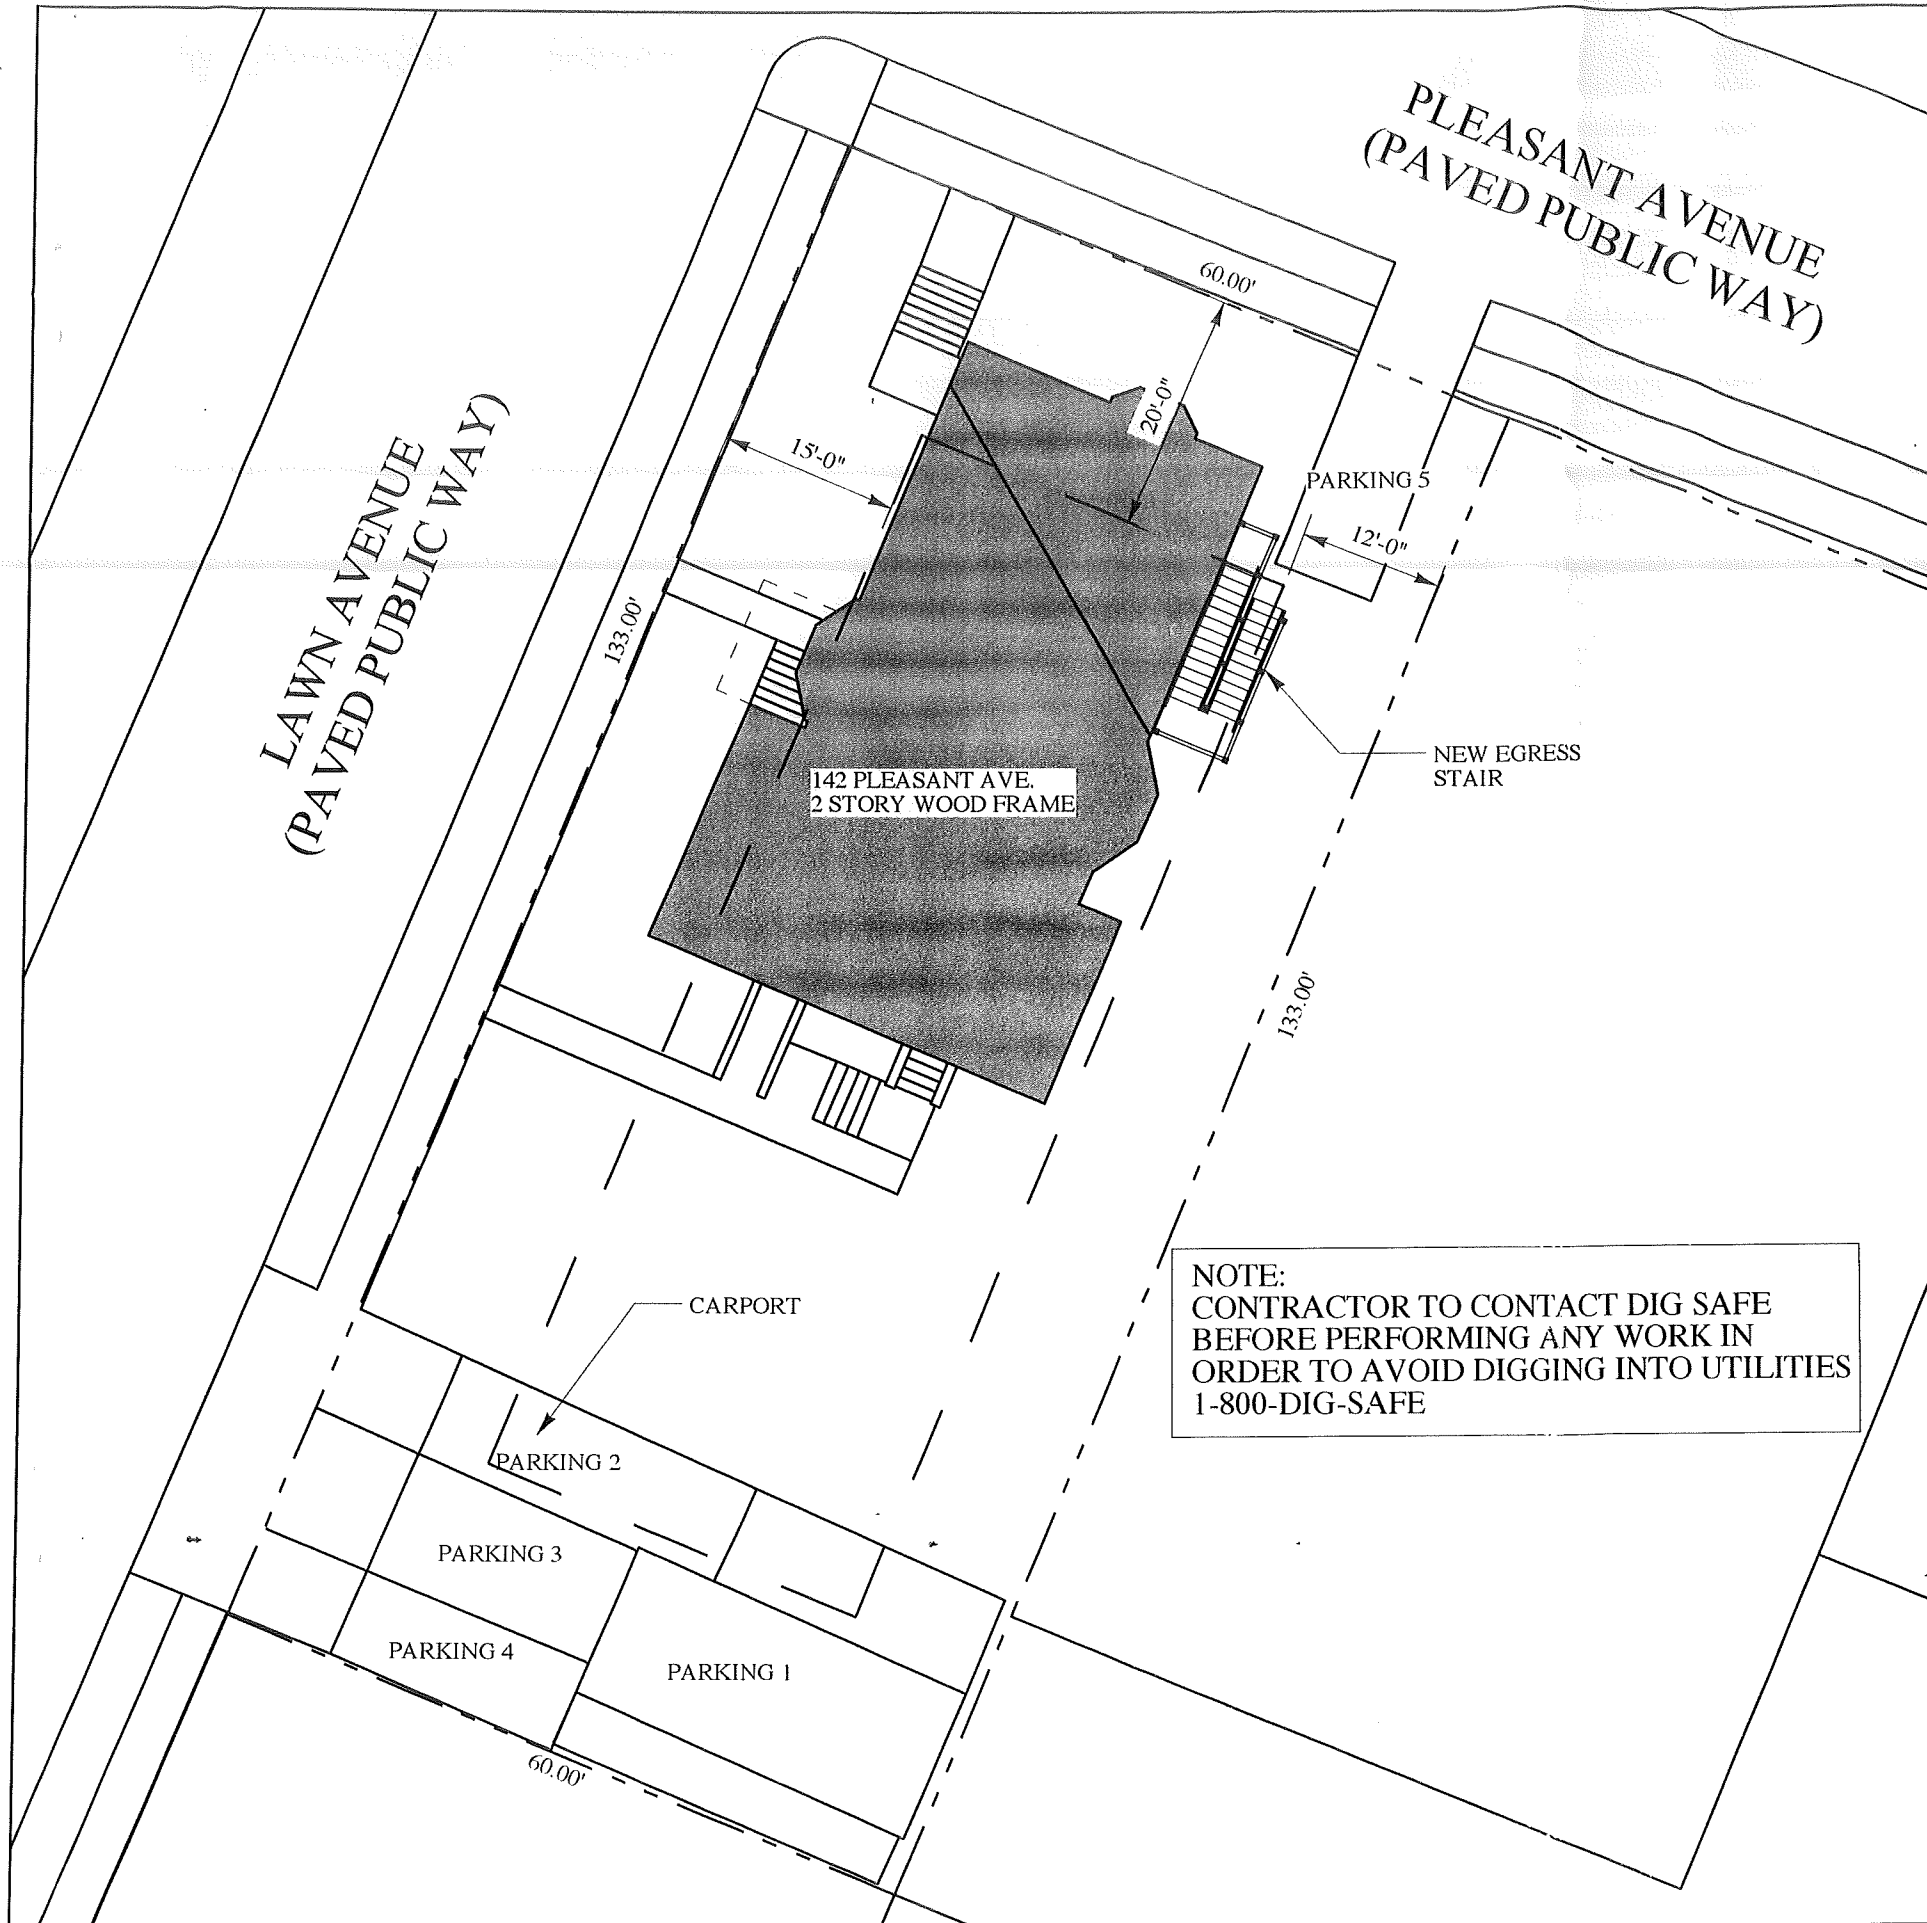 PLEASANT AVENUE
(PAVED PUBLIC WAY)
60.00'
20'-0"
15'-0"
PARKING 5
12'-0"
LAWN AVENUE
(PAVED PUBLIC WAY)
133.00'
NEW EGRESS
STAIR
142 PLEASANT AVE.
2 STORY WOOD FRAME
133.00'
NOTE:
CONTRACTOR TO CONTACT DIG SAFE
BEFORE PERFORMING ANY WORK IN
ORDER TO AVOID DIGGING INTO UTILITIES
1-800-DIG-SAFE
CARPORT
PARKING 2
PARKING 3
PARKING 4
PARKING 1
60.00'